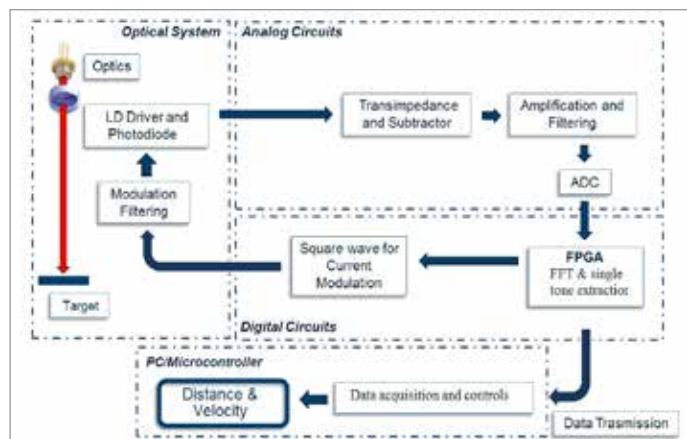 Optical System
Analog Circuits
Optics
LD Driver and
Photodiode
Modulation
Filtering
Target
Transimpedance
and Subtractor
Amplification and
Filtering
ADC
Square wave for
Current
Modulation
FPGA
FFT & single
tone extractior
Digital Circuits
PC/Microcontroller
Distance &
Velocity
Data acquisition and controls
Data Trasmission